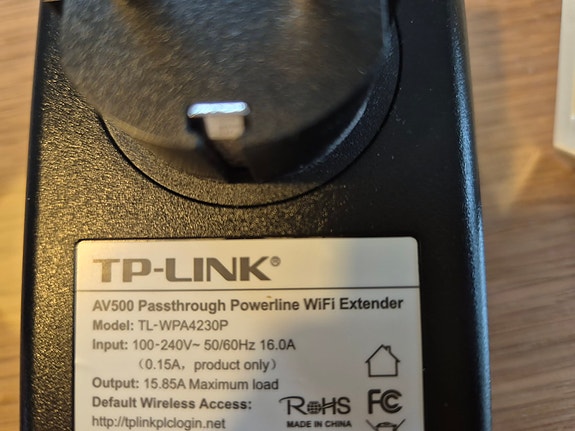 TP-LINK®
AV500 Passthrough Powerline WiFi Extender
Model: TL-WPA4230P
Input: 100-240V~ 50/60Hz 16.0A
(0.15A, product only)
Output: 15.85A Maximum load
Default Wireless Access:
http://tplinkplclogin.net
RoHS
MADE IN CHINA
FC